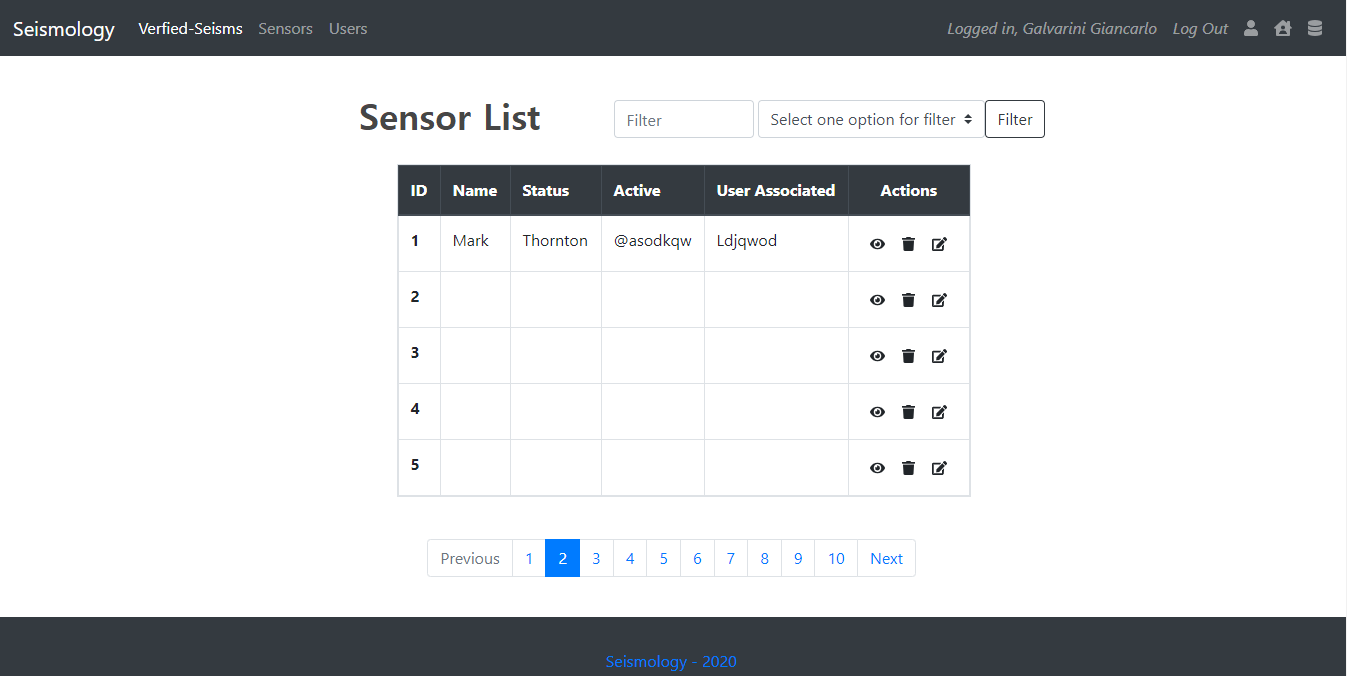 Seismology Verfied-Seisms Sensors Users Logged in, Galvarini Giancarlo Log Out
Sensor List Filter Select one option for filter Filter
ID Name Status Active User Associated Actions
1 Mark Thornton @asodkqw Ldjqwod
2
3
4
5
Previous 1 2 3 4 5 6 7 8 9 10 Next
Seismology - 2020